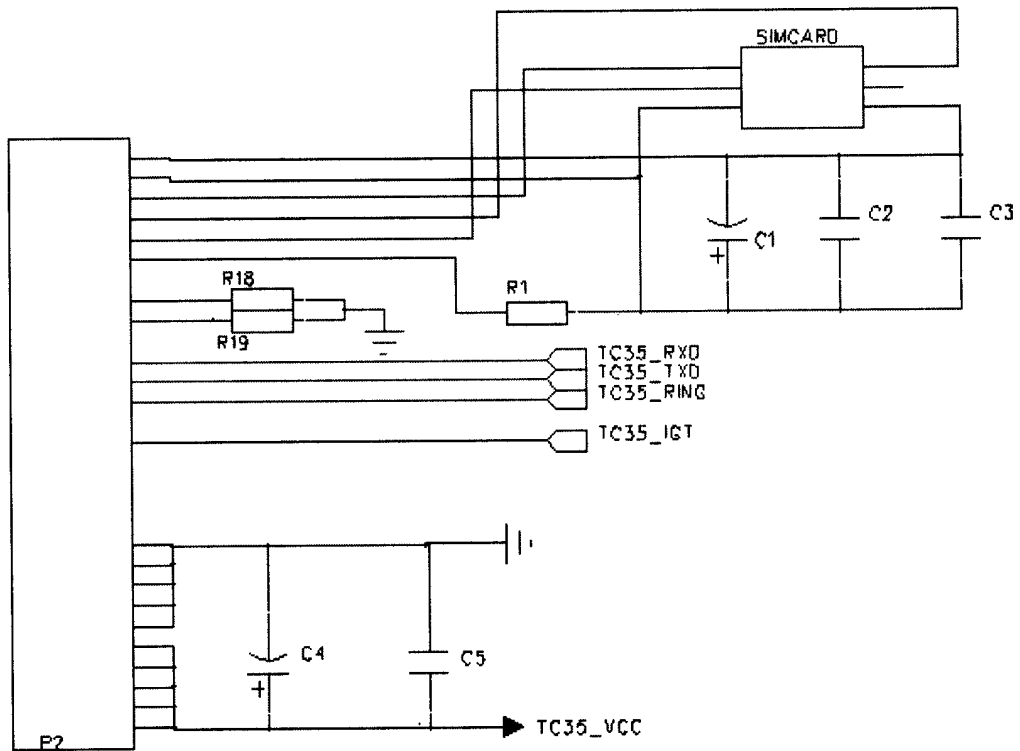 SIMCARD
C1
C2
C3
R18
R1
R19
TC35_RXD
TC35_TXD
TC35_RING
TC35_IGT
C4
C5
TC35_VCC
P2